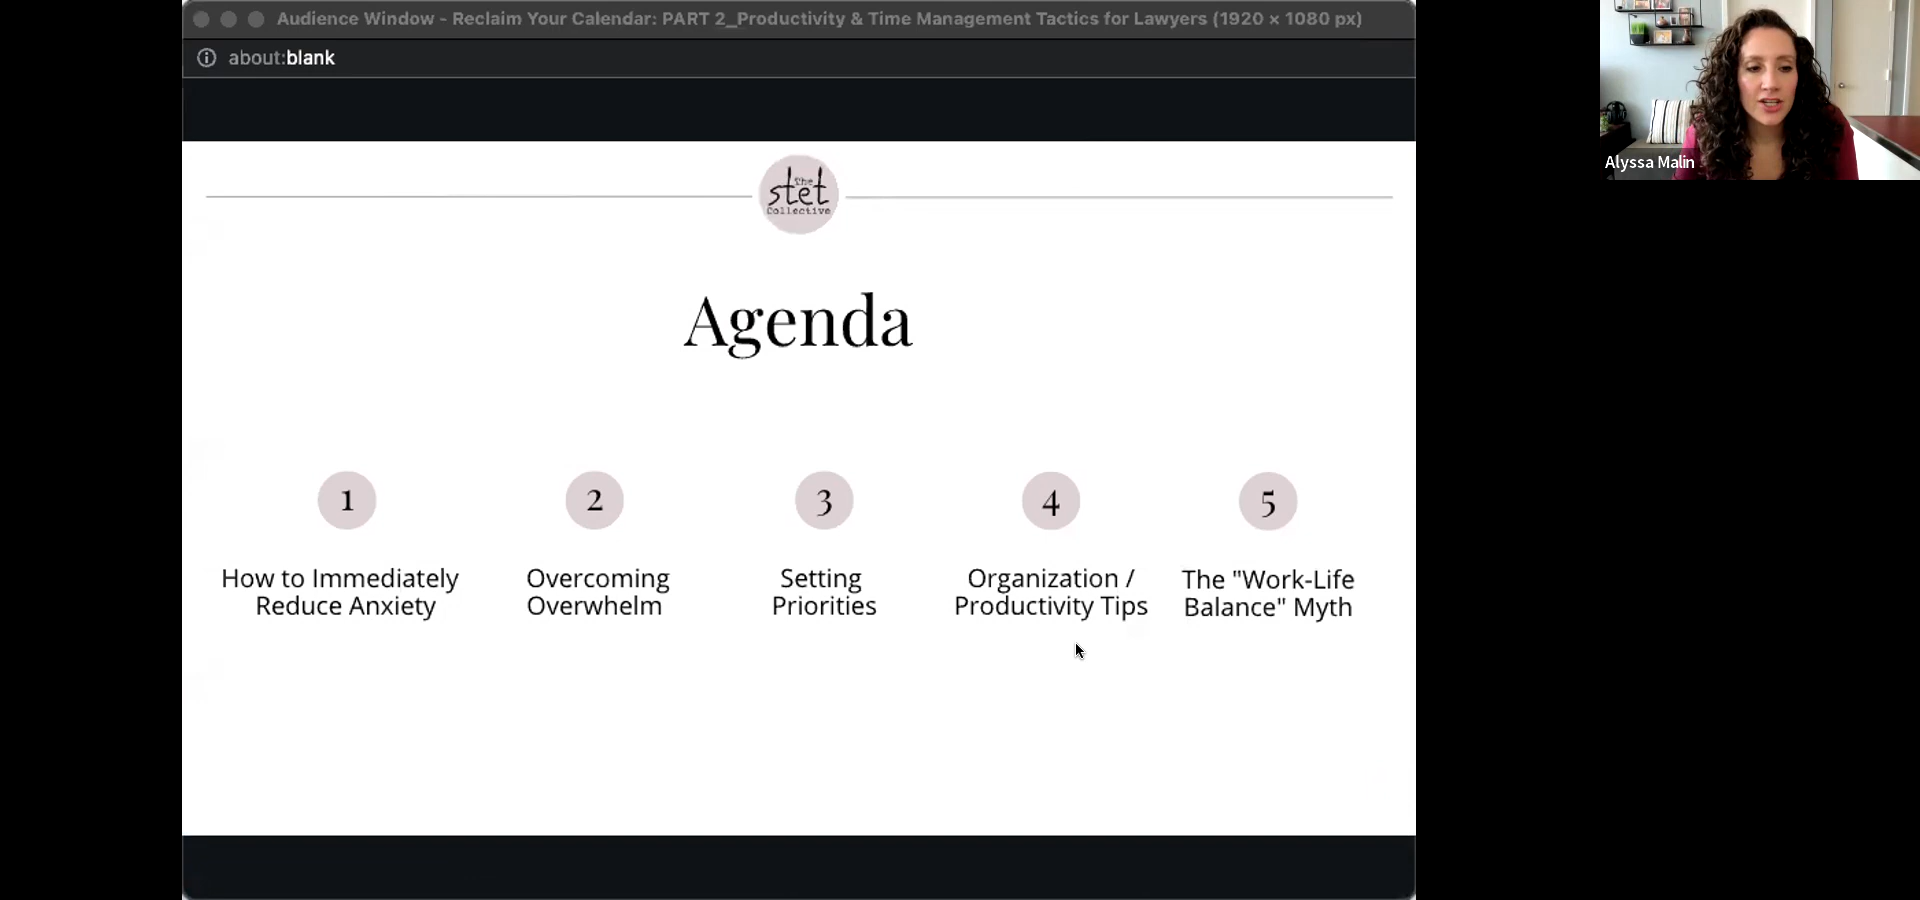 Audience Window - Reclaim Your Calendar: PART 2_Productivity & Time Management Tactics for Lawyers (1920 × 1080 px)
about:blank
The
stet
Collective
Agenda
1
2
3
4
5
How to Immediately
Reduce Anxiety
Overcoming
Overwhelm
Setting
Priorities
Organization /
Productivity Tips
The "Work-Life
Balance" Myth
Alyssa Malin